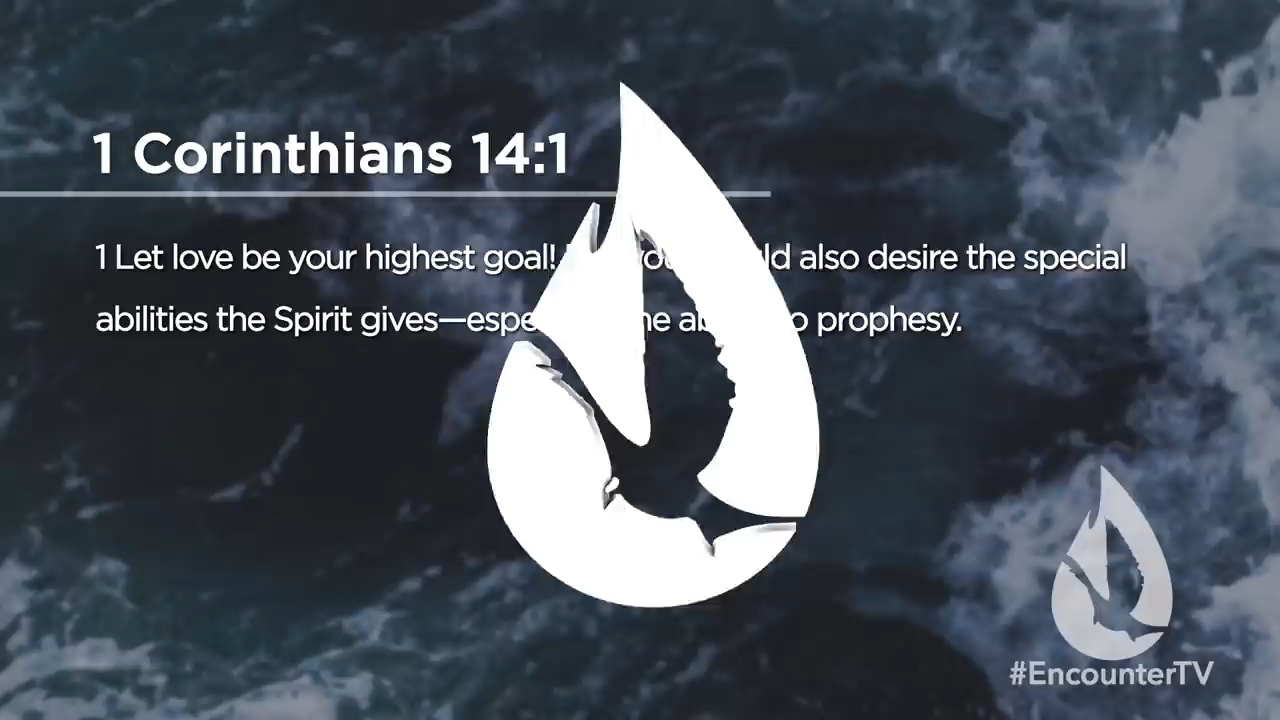 1 Corinthians 14:1
1 Let love be your highest goal! also desire the special
abilities the Spirit gives—espe prophesy.
#EncounterTV